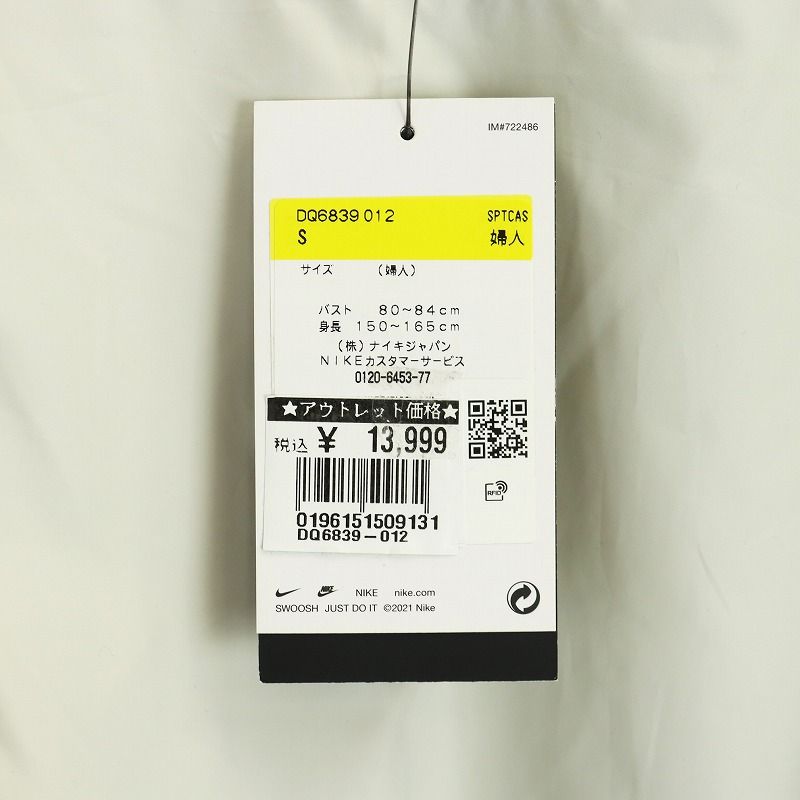 IM#722486
DQ6839 012 SPTCAS
S 婦人
サイズ (婦人)
バスト 80~84cm
身長 150~165cm
(株)ナイキジャパン
NIKEカスタマーサービス
0120-6453-77
★アウトレット価格★
税込 ¥ 13,999
RFID
0196151509131
DQ6839-012
NIKE nike.com
SWOOSH JUST DO IT ©2021 Nike